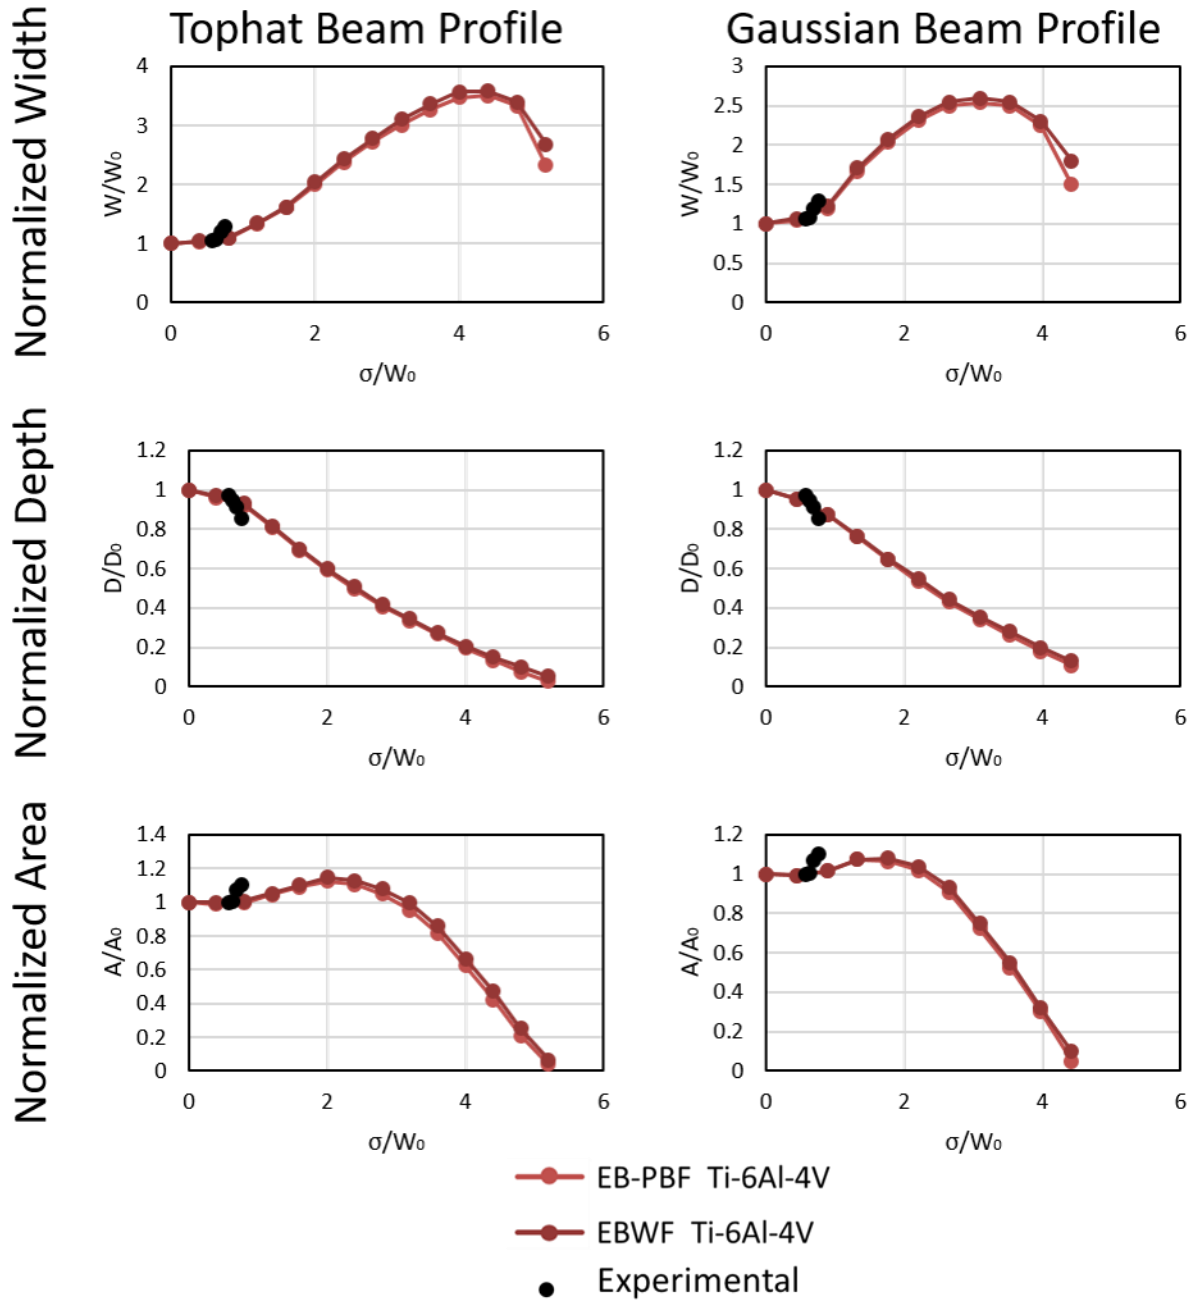 Tophat Beam Profile
Gaussian Beam Profile
Normalized Width
W/W₀
4
3
2
1
0
0 2 4 6
σ/W₀
W/W₀
3
2.5
2
1.5
1
0.5
0
0 2 4 6
σ/W₀
Normalized Depth
D/D₀
1.2
1
0.8
0.6
0.4
0.2
0
0 2 4 6
σ/W₀
D/D₀
1.2
1
0.8
0.6
0.4
0.2
0
0 2 4 6
σ/W₀
Normalized Area
A/A₀
1.4
1.2
1
0.8
0.6
0.4
0.2
0
0 2 4 6
σ/W₀
A/A₀
1.2
1
0.8
0.6
0.4
0.2
0
0 2 4 6
σ/W₀
EB-PBF Ti-6Al-4V
EBWF Ti-6Al-4V
Experimental